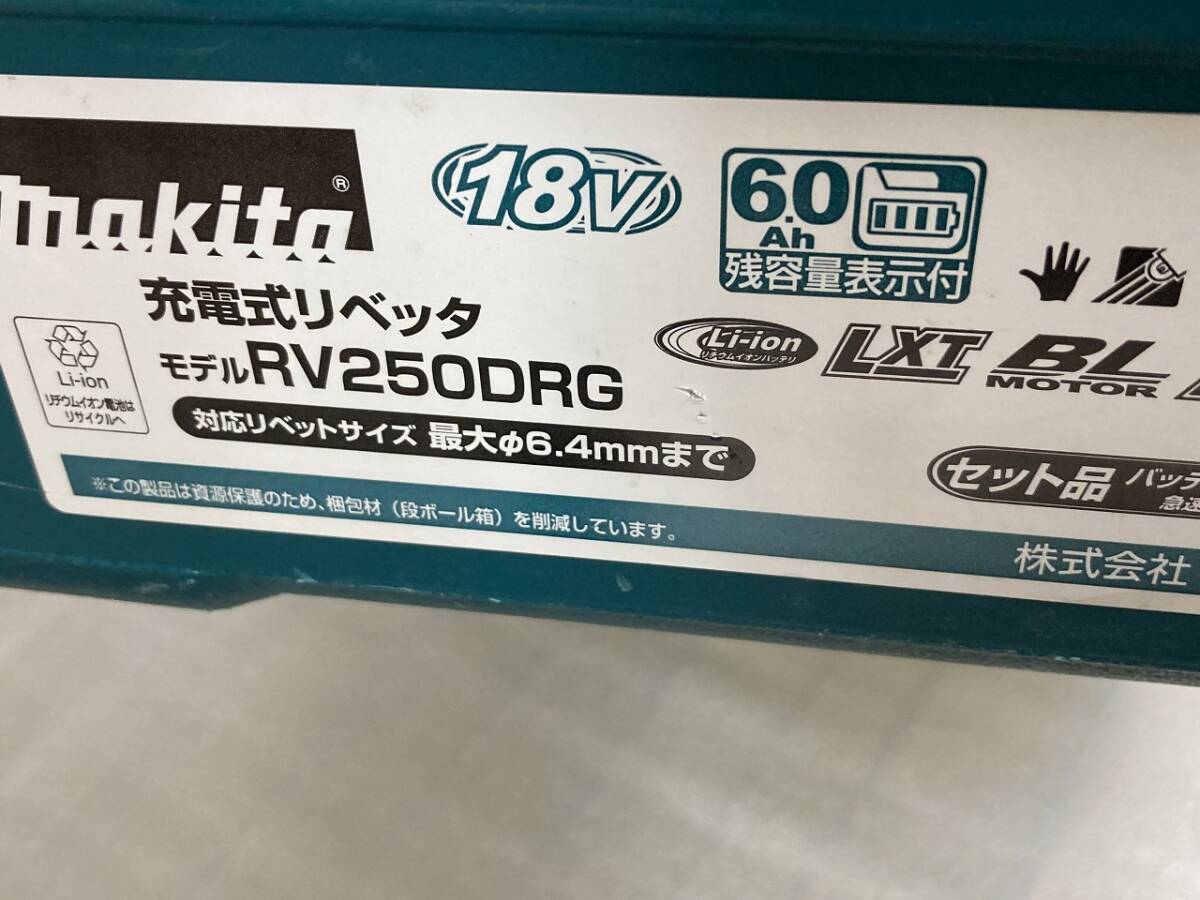 makita®
18V
6.0
Ah
残容量表示付
充電式リベッタ
モデルRV250DRG
対応リベットサイズ 最大φ6.4mmまで
Li-ion
リチウムイオン電池は
リサイクルへ
Li-ion
リチウムイオンバッテリ
LXT
BL
MOTOR
セット品 バッテ
急速
※この製品は資源保護のため、梱包材（段ボール箱）を削減しています。
株式会社